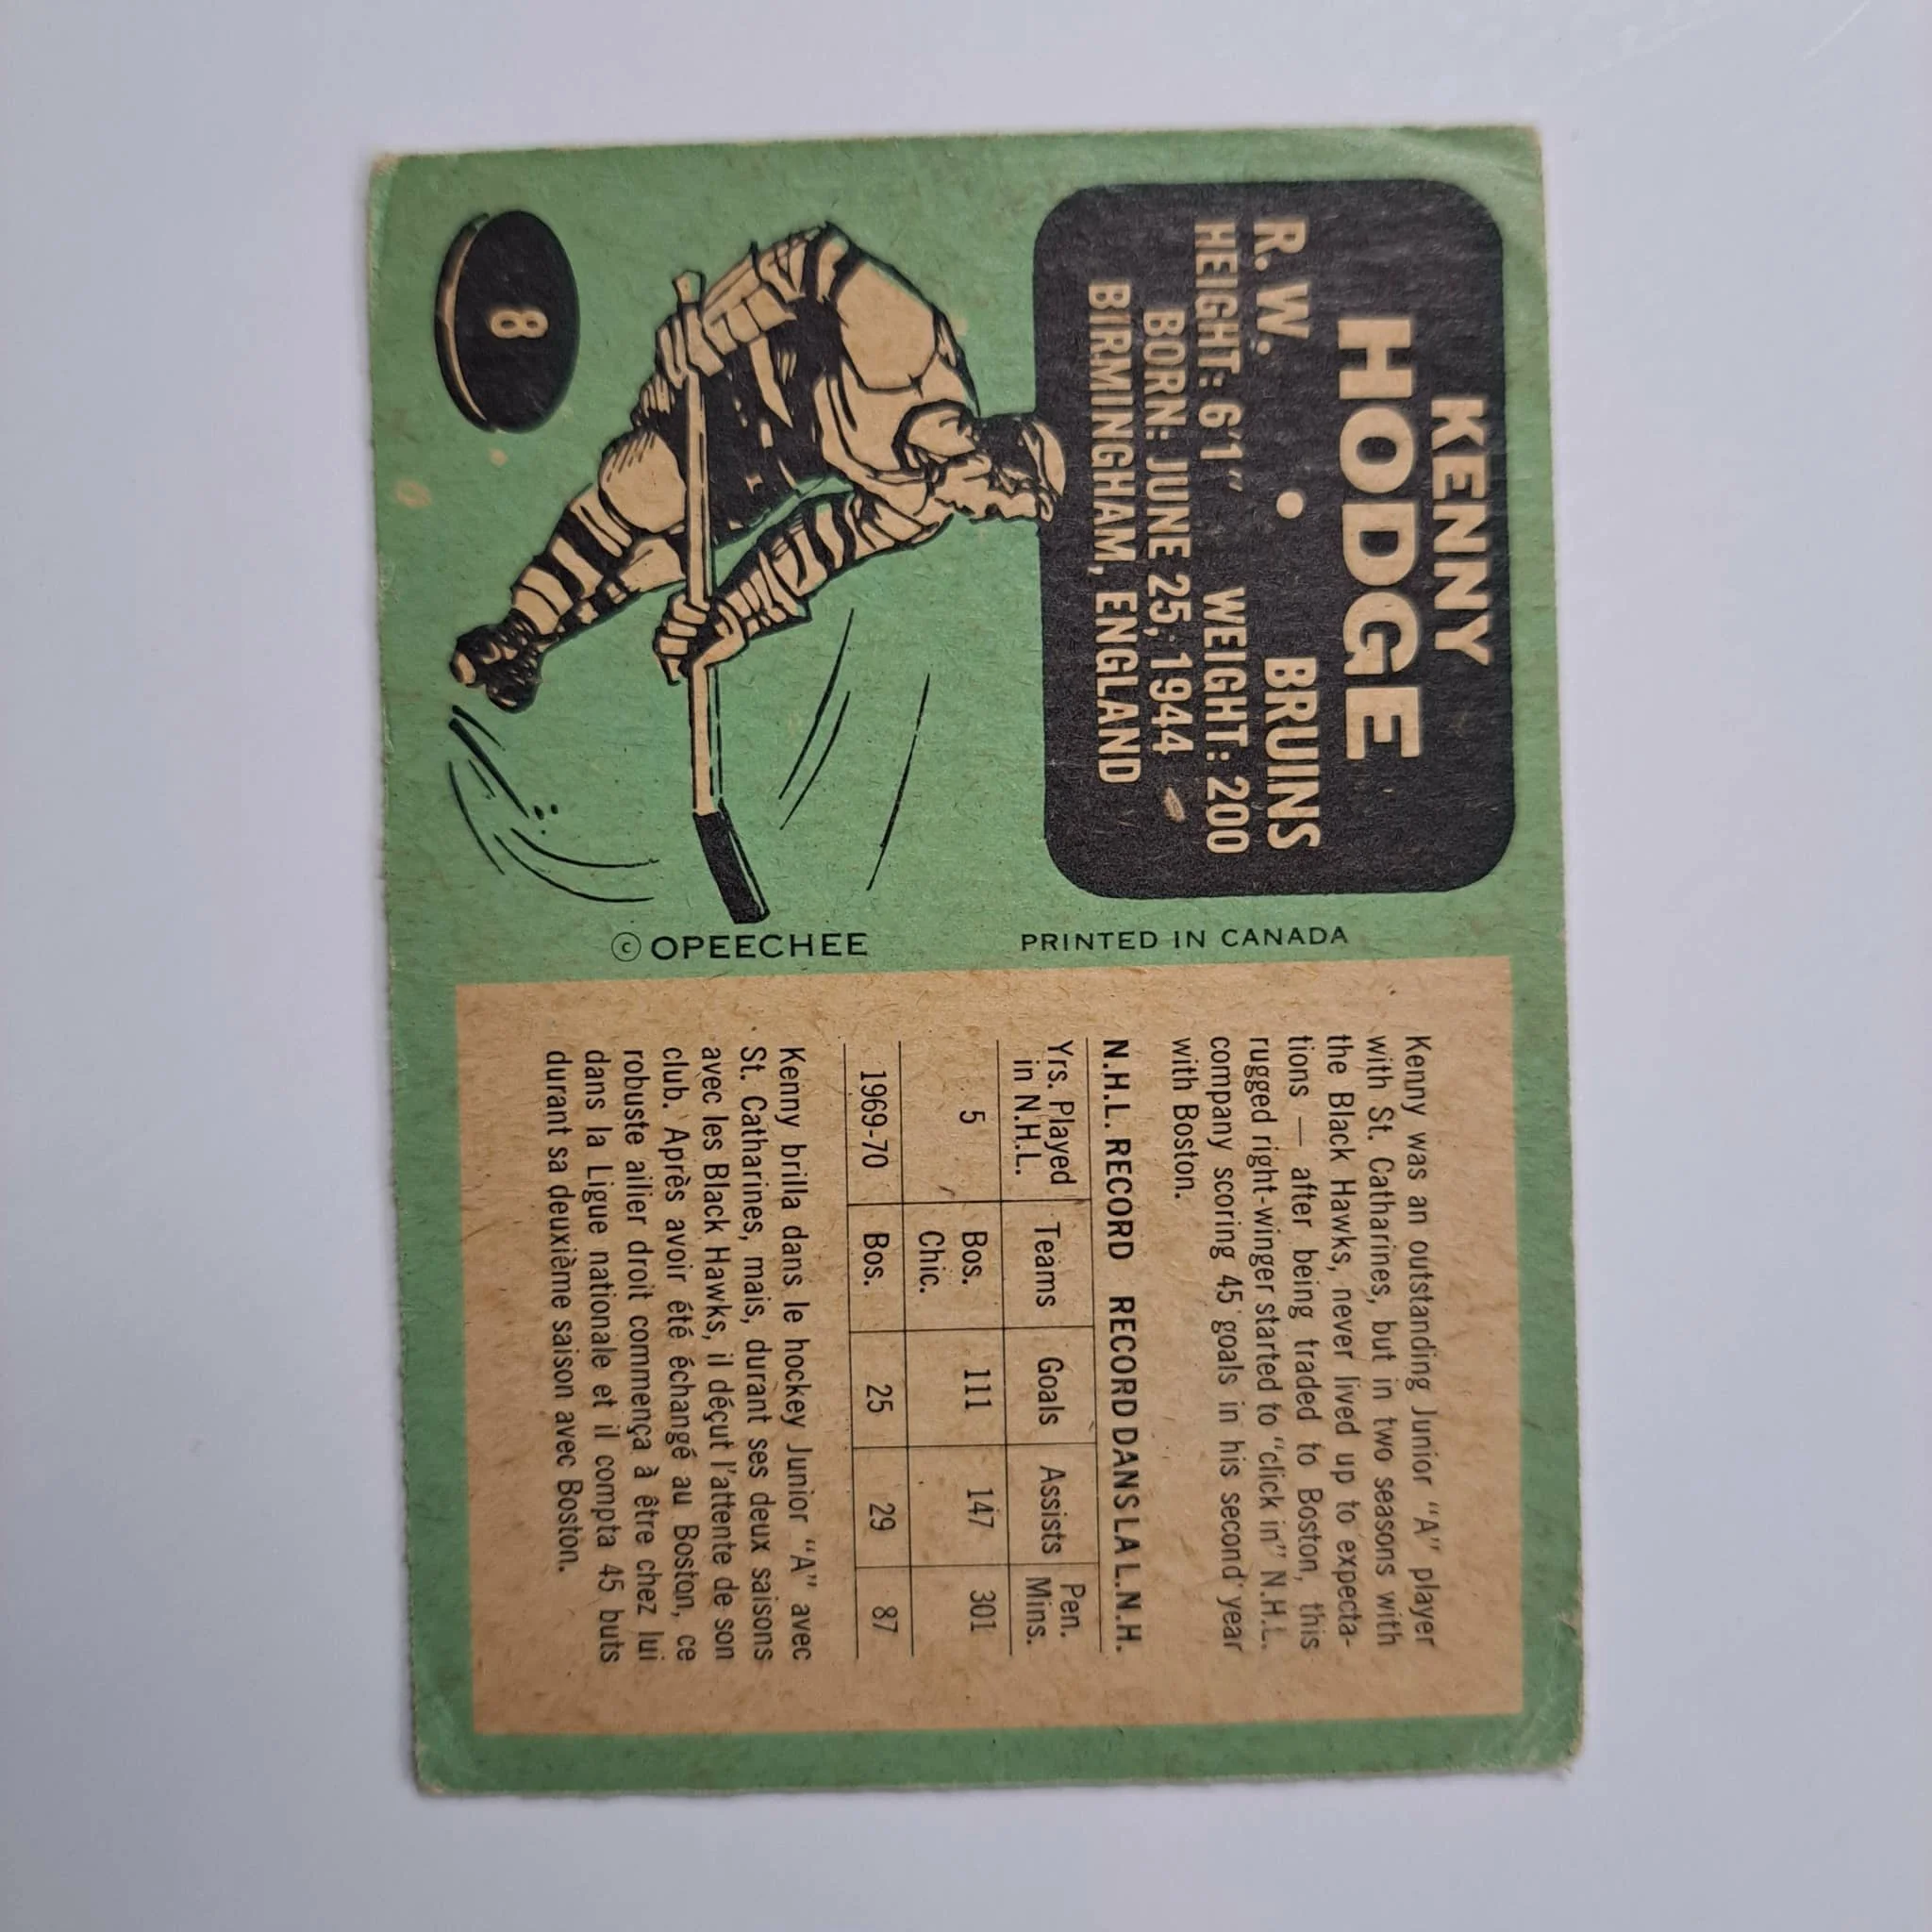 KENNY
HODGE
R. W. • BRUINS
HEIGHT: 6'1" WEIGHT: 200
BORN: JUNE 25, 1944
BIRMINGHAM, ENGLAND
8
PRINTED IN CANADA
© OPEECHEE
Kenny was an outstanding Junior "A" player
with St. Catharines, but in two seasons with
the Black Hawks, never lived up to expecta-
tions — after being traded to Boston, this
rugged right-winger started to "click in" N.H.L.
company scoring 45 goals in his second year
with Boston.
N.H.L. RECORD RECORD DANS LA L.N.H.
Yrs. Played Teams Goals Assists Pen.
in N.H.L. Mins.
5 Bos. 111 147 301
Chic.
1969-70 Bos. 25 29 87
Kenny brilla dans le hockey Junior "A" avec
St. Catharines, mais, durant ses deux saisons
avec les Black Hawks, il déçut l'attente de son
club. Après avoir été échangé au Boston, ce
robuste ailier droit commença à être chez lui
dans la Ligue nationale et il compta 45 buts
durant sa deuxième saison avec Boston.